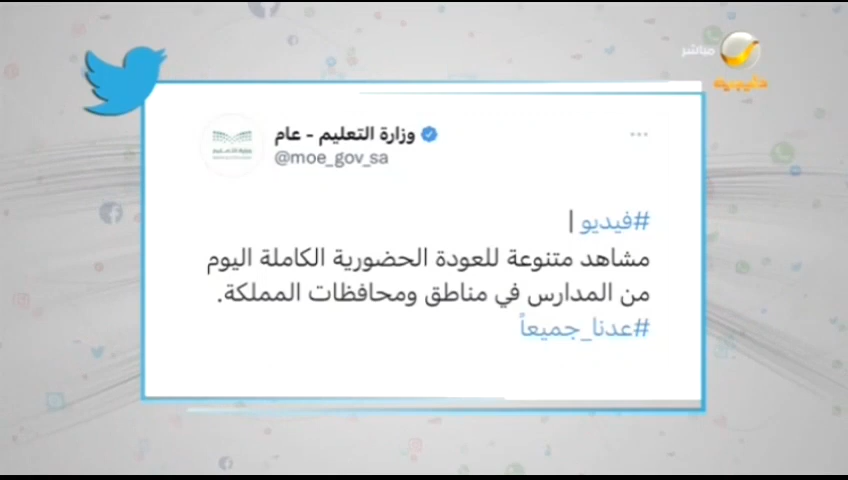 مباشر
وزارة التعليم - عام
@moe_gov_sa
#فيديو |
مشاهد متنوعة للعودة الحضورية الكاملة اليوم
من المدارس في مناطق ومحافظات المملكة.
#عدنا_جميعاً